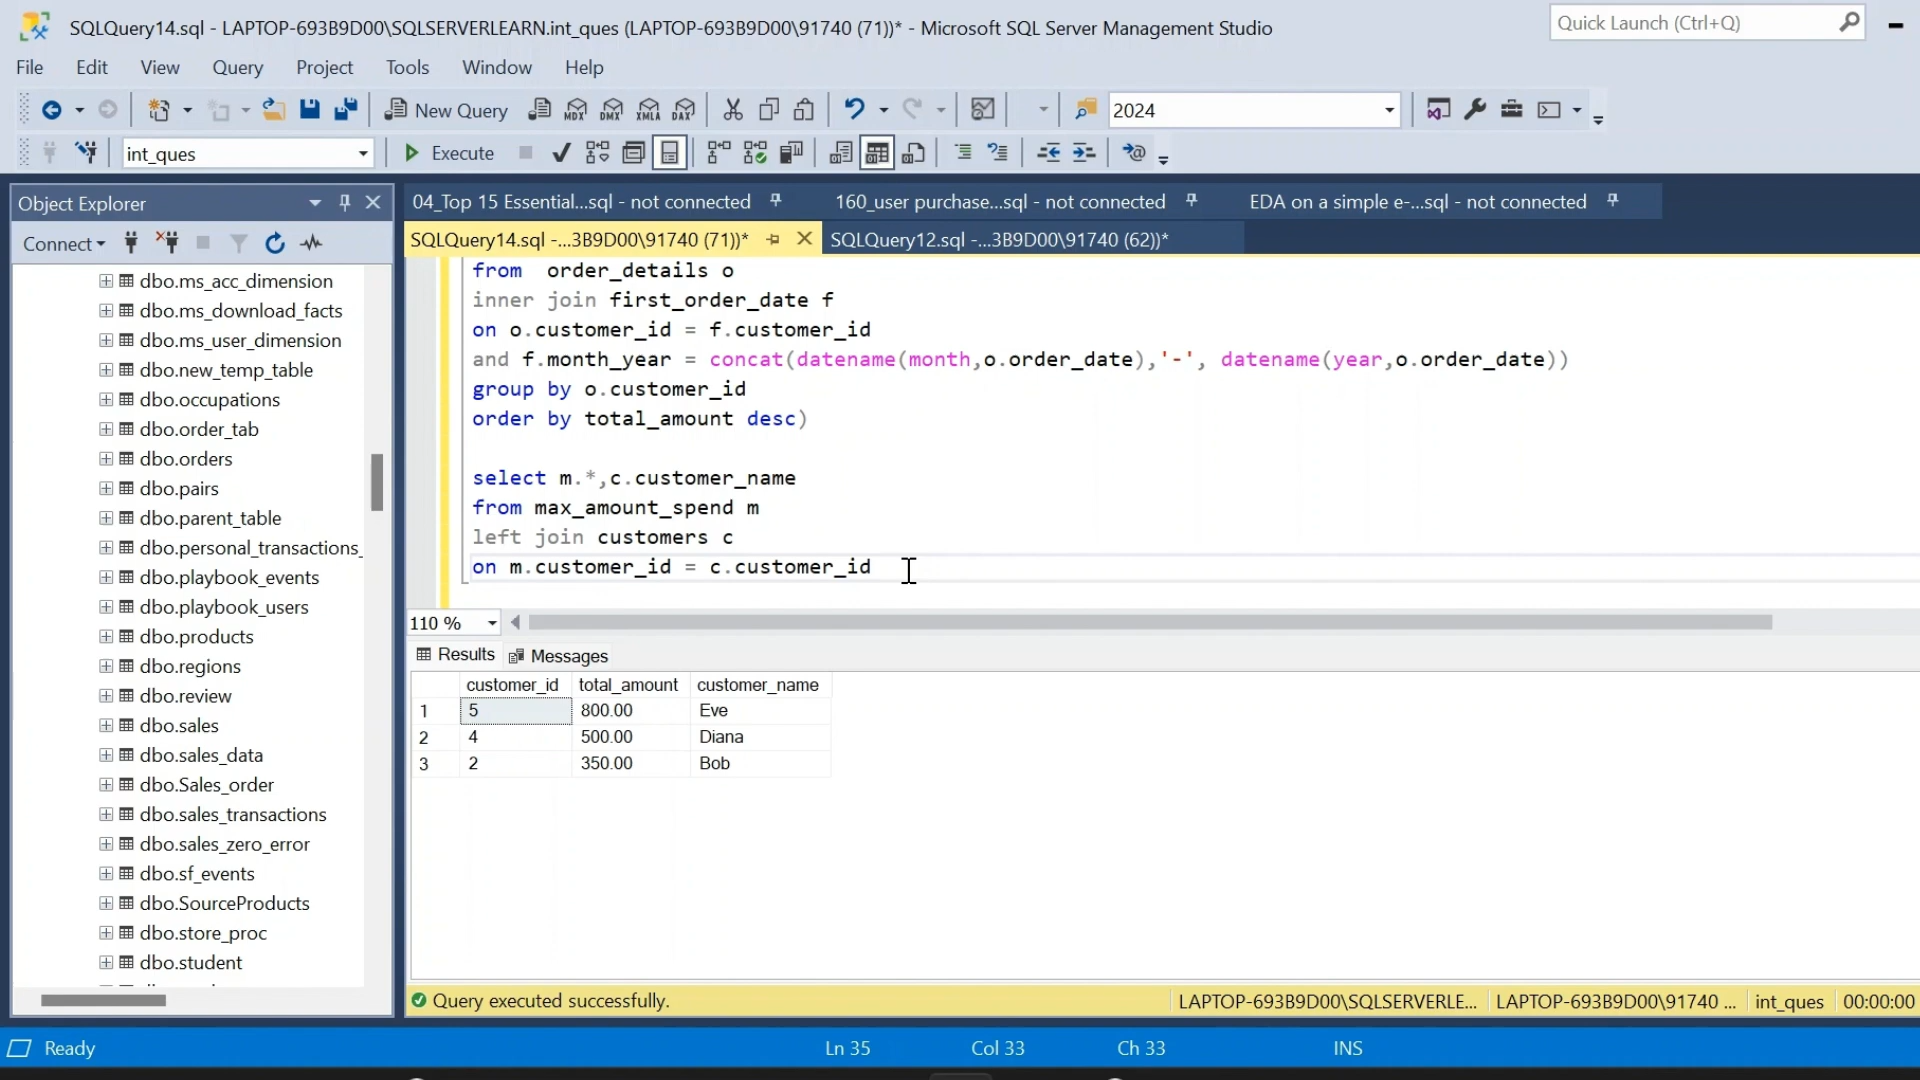 SQLQuery14.sql - LAPTOP-693B9D00\SQLSERVERLEARN.int_ques (LAPTOP-693B9D00\91740 (71))* - Microsoft SQL Server Management Studio
Quick Launch (Ctrl+Q)
File Edit View Query Project Tools Window Help
New Query MDX DMX XMLA DAX 2024
int_ques Execute
Object Explorer
04_Top 15 Essential...sql - not connected
160_user purchase...sql - not connected
EDA on a simple e-...sql - not connected
Connect
SQLQuery14.sql -...3B9D00\91740 (71))*
SQLQuery12.sql -...3B9D00\91740 (62))*
dbo.ms_acc_dimension
dbo.ms_download_facts
dbo.ms_user_dimension
dbo.new_temp_table
dbo.occupations
dbo.order_tab
dbo.orders
dbo.pairs
dbo.parent_table
dbo.personal_transactions_
dbo.playbook_events
dbo.playbook_users
dbo.products
dbo.regions
dbo.review
dbo.sales
dbo.sales_data
dbo.Sales_order
dbo.sales_transactions
dbo.sales_zero_error
dbo.sf_events
dbo.SourceProducts
dbo.store_proc
dbo.student
from  order_details o
inner join first_order_date f
on o.customer_id = f.customer_id
and f.month_year = concat(datename(month,o.order_date),'-', datename(year,o.order_date))
group by o.customer_id
order by total_amount desc)
select m.*,c.customer_name
from max_amount_spend m
left join customers c
on m.customer_id = c.customer_id
110 %
Results Messages
customer_id total_amount customer_name
1 5 800.00 Eve
2 4 500.00 Diana
3 2 350.00 Bob
Query executed successfully.
LAPTOP-693B9D00\SQLSERVERLE... LAPTOP-693B9D00\91740 ... int_ques 00:00:00
Ready Ln 35 Col 33 Ch 33 INS